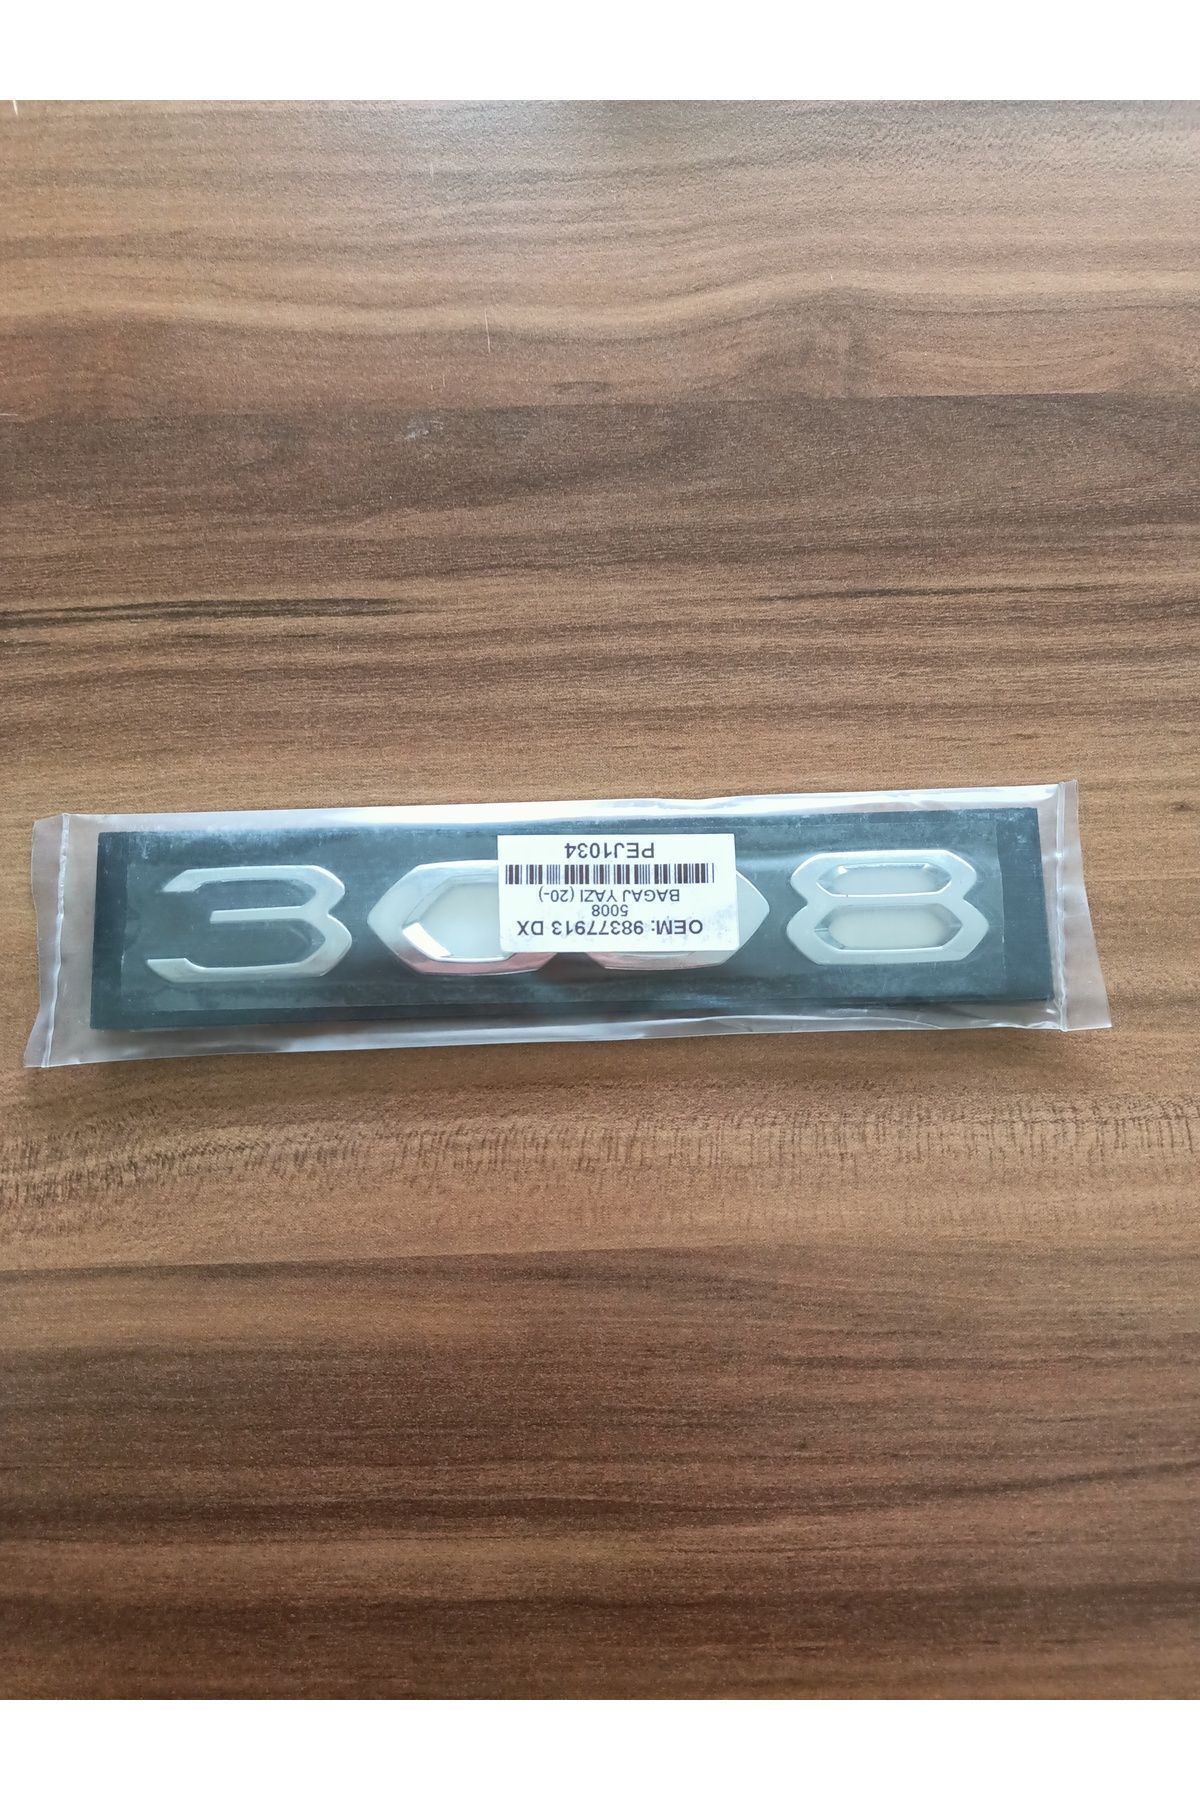 3008
OEM: 98377913 DX
5008
BAGAJ YAZI (20-)
PEJ1034